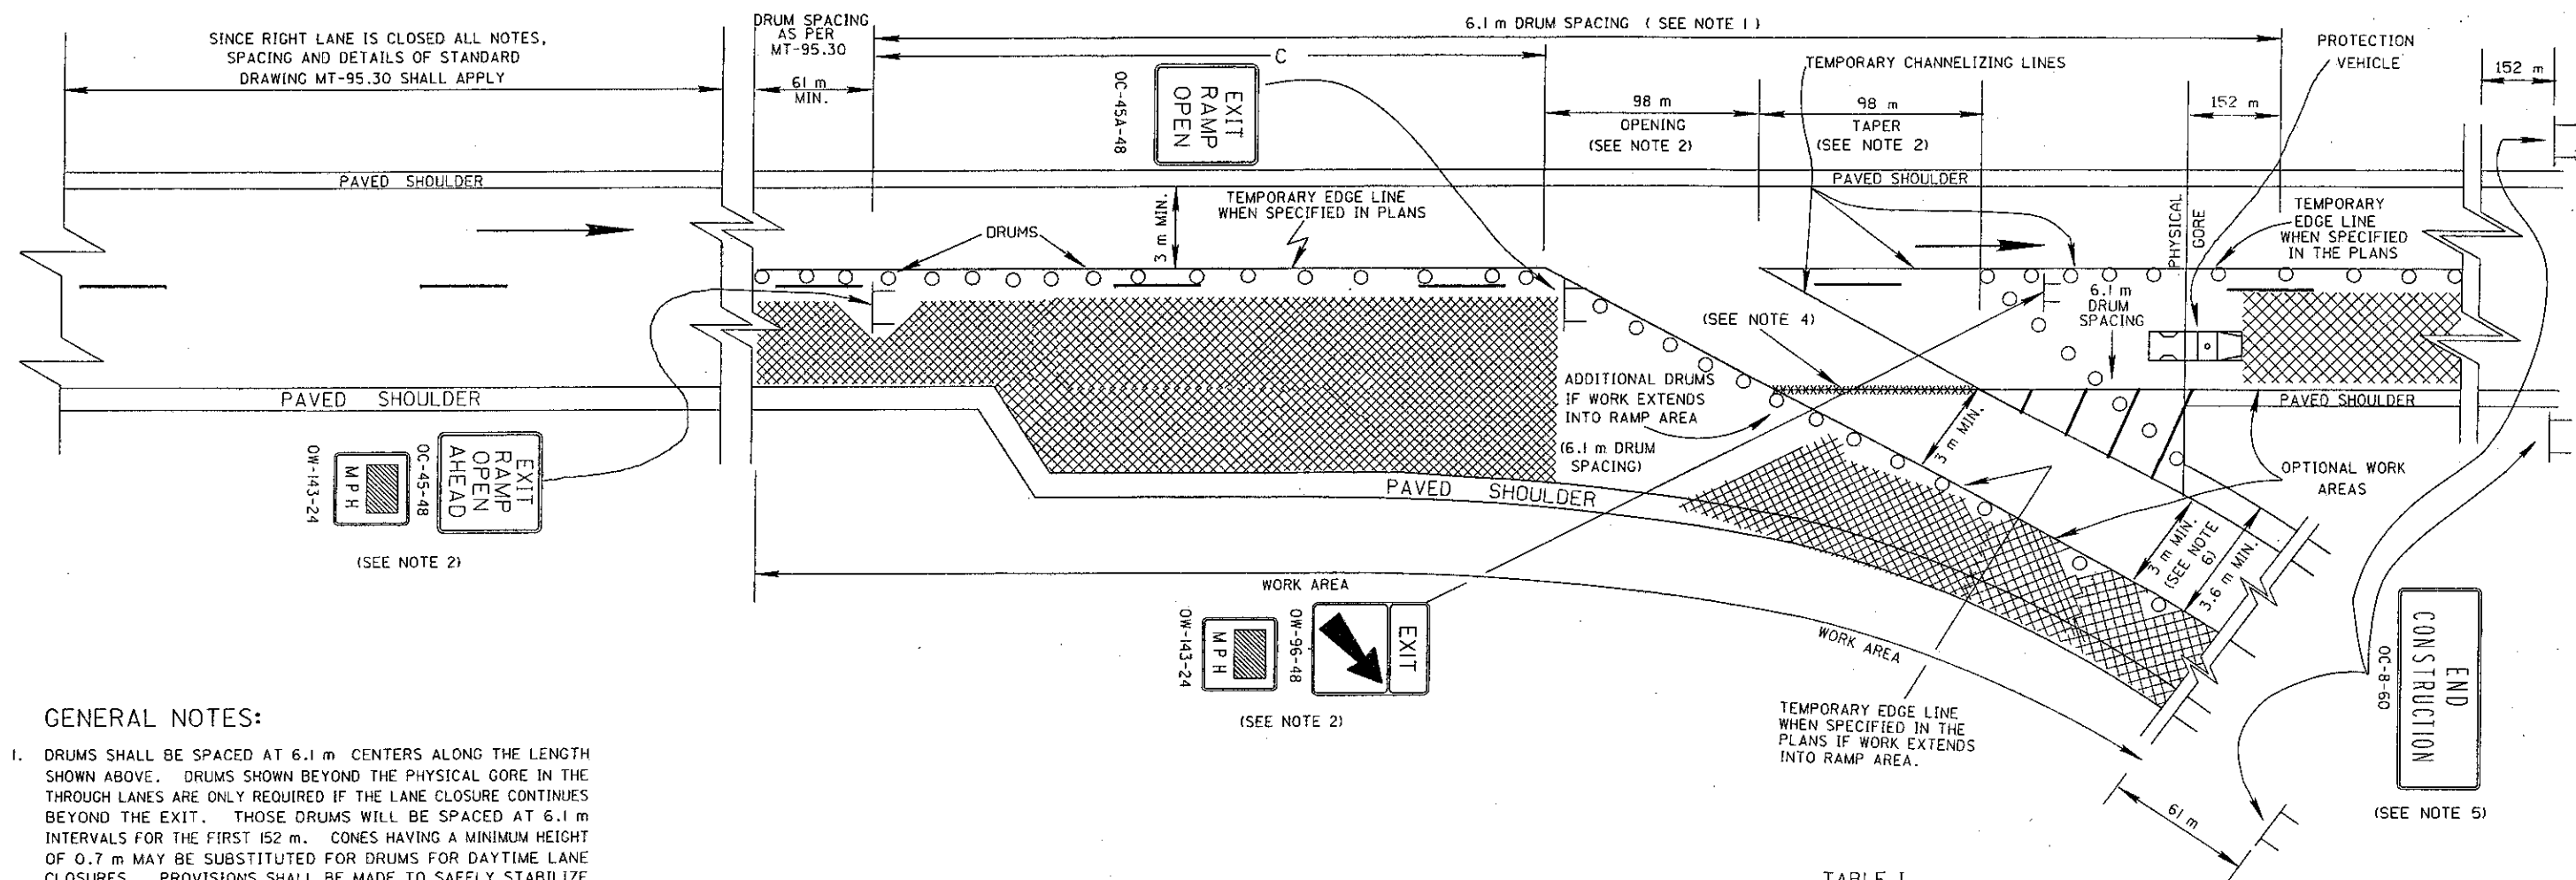 SINCE RIGHT LANE IS CLOSED ALL NOTES,
SPACING AND DETAILS OF STANDARD
DRAWING MT-95.30 SHALL APPLY
DRUM SPACING
AS PER
MT-95.30
61 m
MIN.
6.1 m DRUM SPACING ( SEE NOTE 1 )
C
EXIT
RAMP
OPEN
OC-45A-48
TEMPORARY CHANNELIZING LINES
98 m
OPENING
(SEE NOTE 2)
98 m
TAPER
(SEE NOTE 2)
152 m
PROTECTION
VEHICLE
152 m
PAVED SHOULDER
PAVED SHOULDER
3 m MIN.
TEMPORARY EDGE LINE
WHEN SPECIFIED IN PLANS
DRUMS
PHYSICAL
GORE
TEMPORARY
EDGE LINE
WHEN SPECIFIED
IN THE PLANS
6.1 m
DRUM
SPACING
(SEE NOTE 4)
ADDITIONAL DRUMS
IF WORK EXTENDS
INTO RAMP AREA
(6.1 m DRUM
SPACING)
3 m MIN.
PAVED SHOULDER
PAVED SHOULDER
PAVED SHOULDER
OPTIONAL WORK
AREAS
3 m MIN.
(SEE NOTE
6)
3.6 m MIN.
EXIT
RAMP
OPEN
AHEAD
OC-45-48
MPH
OW-143-24
(SEE NOTE 2)
WORK AREA
WORK AREA
EXIT
OW-96-48
MPH
OW-143-24
(SEE NOTE 2)
TEMPORARY EDGE LINE
WHEN SPECIFIED IN THE
PLANS IF WORK EXTENDS
INTO RAMP AREA.
END
CONSTRUCTION
OC-8-60
(SEE NOTE 5)
61 m
GENERAL NOTES:
1. DRUMS SHALL BE SPACED AT 6.1 m CENTERS ALONG THE LENGTH
SHOWN ABOVE. DRUMS SHOWN BEYOND THE PHYSICAL GORE IN THE
THROUGH LANES ARE ONLY REQUIRED IF THE LANE CLOSURE CONTINUES
BEYOND THE EXIT. THOSE DRUMS WILL BE SPACED AT 6.1 m
INTERVALS FOR THE FIRST 152 m. CONES HAVING A MINIMUM HEIGHT
OF 0.7 m MAY BE SUBSTITUTED FOR DRUMS FOR DAYTIME LANE
CLOSURES. PROVISIONS SHALL BE MADE TO SAFELY STABILIZE
TABLE I